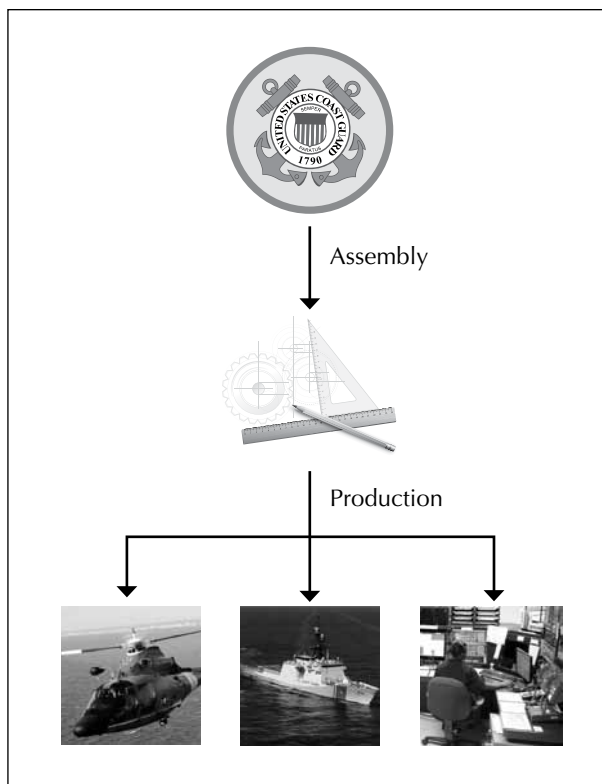 UNITED STATES COAST GUARD
SEMPER
PARATUS
1790
Assembly
Production